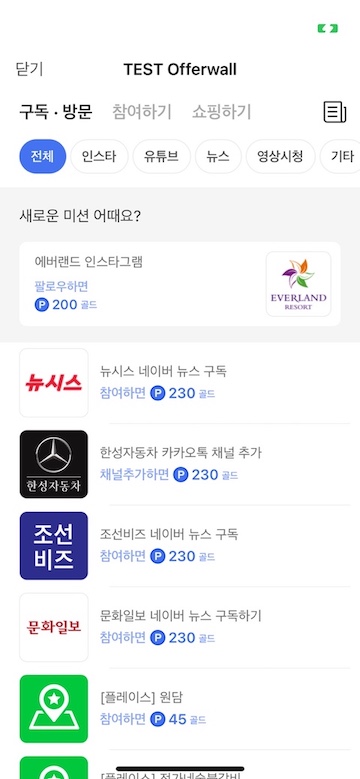 닫기
TEST Offerwall
구독 · 방문
참여하기
쇼핑하기
전체
인스타
유튜브
뉴스
영상시청
기타
새로운 미션 어때요?
에버랜드 인스타그램
팔로우하면
P 200 골드
EVERLAND
RESORT
뉴시스
뉴시스 네이버 뉴스 구독
참여하면 P 230 골드
한성자동차
한성자동차 카카오톡 채널 추가
채널추가하면 P 230 골드
조선
비즈
조선비즈 네이버 뉴스 구독
참여하면 P 230 골드
문화일보
문화일보 네이버 뉴스 구독하기
참여하면 P 230 골드
[플레이스] 원담
참여하면 P 45 골드
[플레이스]